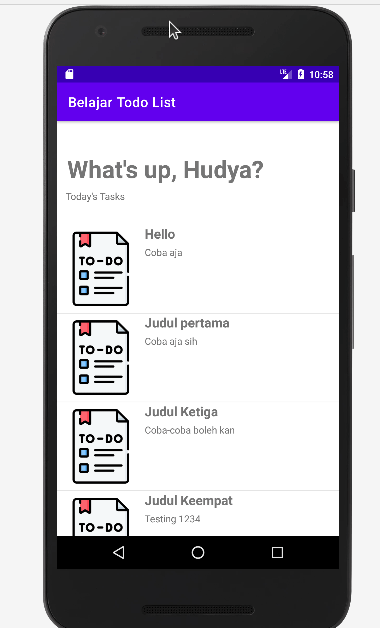 LTE 10:58
Belajar Todo List
What's up, Hudya?
Today's Tasks
TO-DO
Hello
Coba aja
TO-DO
Judul pertama
Coba aja sih
TO-DO
Judul Ketiga
Coba-coba boleh kan
TO-DO
Judul Keempat
Testing 1234